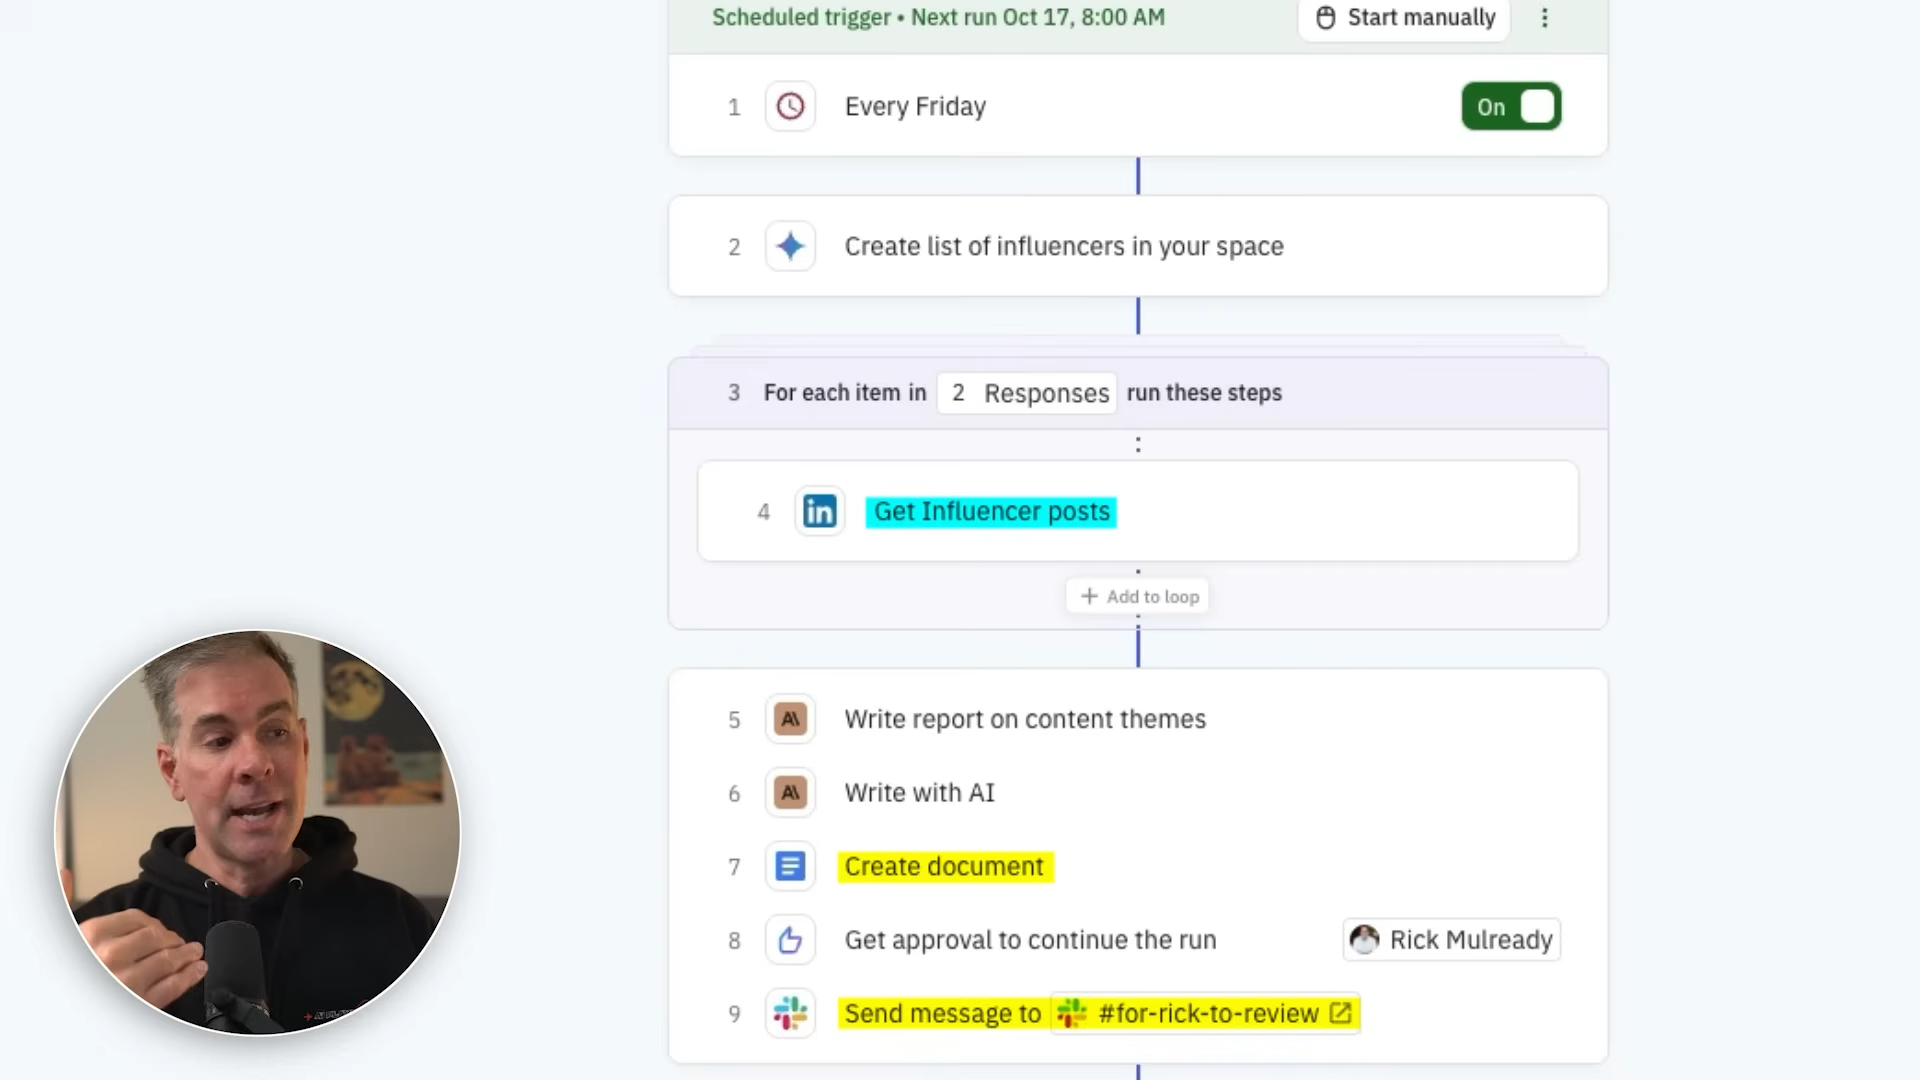 Scheduled trigger • Next run Oct 17, 8:00 AM
Start manually
1 Every Friday
On
2 Create list of influencers in your space
3 For each item in 2 Responses run these steps
4 in Get Influencer posts
+ Add to loop
5 Write report on content themes
6 Write with AI
7 Create document
8 Get approval to continue the run
Rick Mulready
9 Send message to #for-rick-to-review